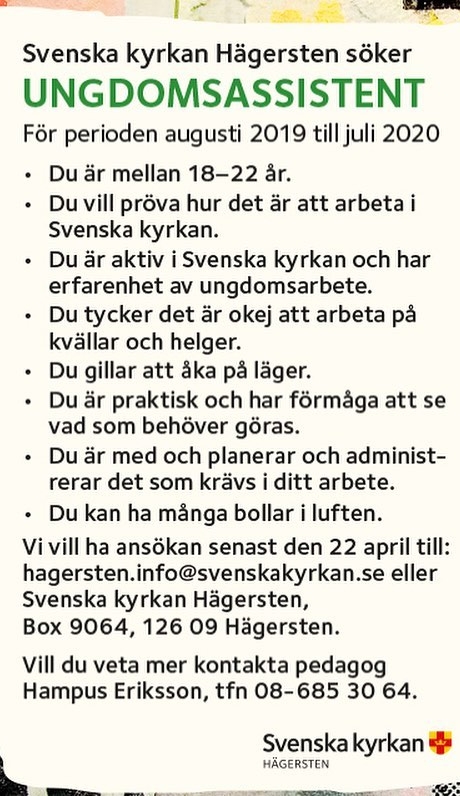 Svenska kyrkan Hägersten söker
UNGDOMSASSISTENT
För perioden augusti 2019 till juli 2020
• Du är mellan 18–22 år.
• Du vill pröva hur det är att arbeta i
Svenska kyrkan.
• Du är aktiv i Svenska kyrkan och har
erfarenhet av ungdomsarbete.
• Du tycker det är okej att arbeta på
kvällar och helger.
• Du gillar att åka på läger.
• Du är praktisk och har förmåga att se
vad som behöver göras.
• Du är med och planerar och administ-
rerar det som krävs i ditt arbete.
• Du kan ha många bollar i luften.
Vi vill ha ansökan senast den 22 april till:
hagersten.info@svenskakyrkan.se eller
Svenska kyrkan Hägersten,
Box 9064, 126 09 Hägersten.
Vill du veta mer kontakta pedagog
Hampus Eriksson, tfn 08-685 30 64.
Svenska kyrkan
HÄGERSTEN